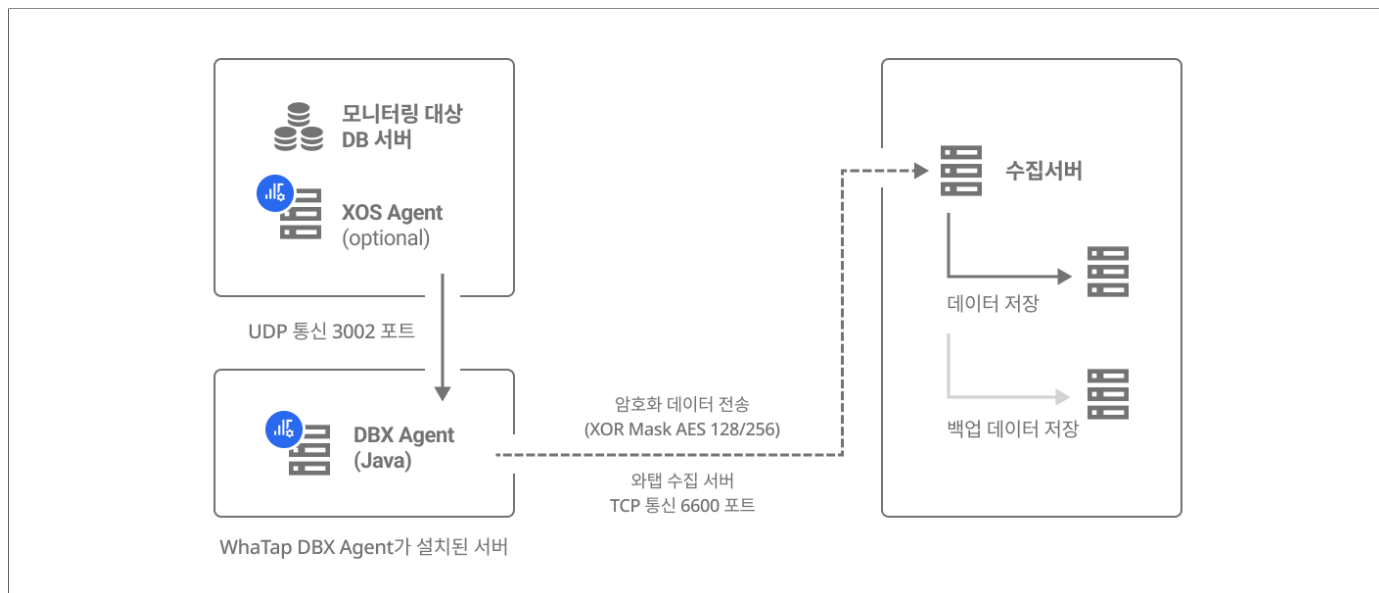 모니터링 대상
DB 서버
XOS Agent
(optional)
UDP 통신 3002 포트
DBX Agent
(Java)
WhaTap DBX Agent가 설치된 서버
암호화 데이터 전송
(XOR Mask AES 128/256)
와탭 수집 서버
TCP 통신 6600 포트
수집서버
데이터 저장
백업 데이터 저장